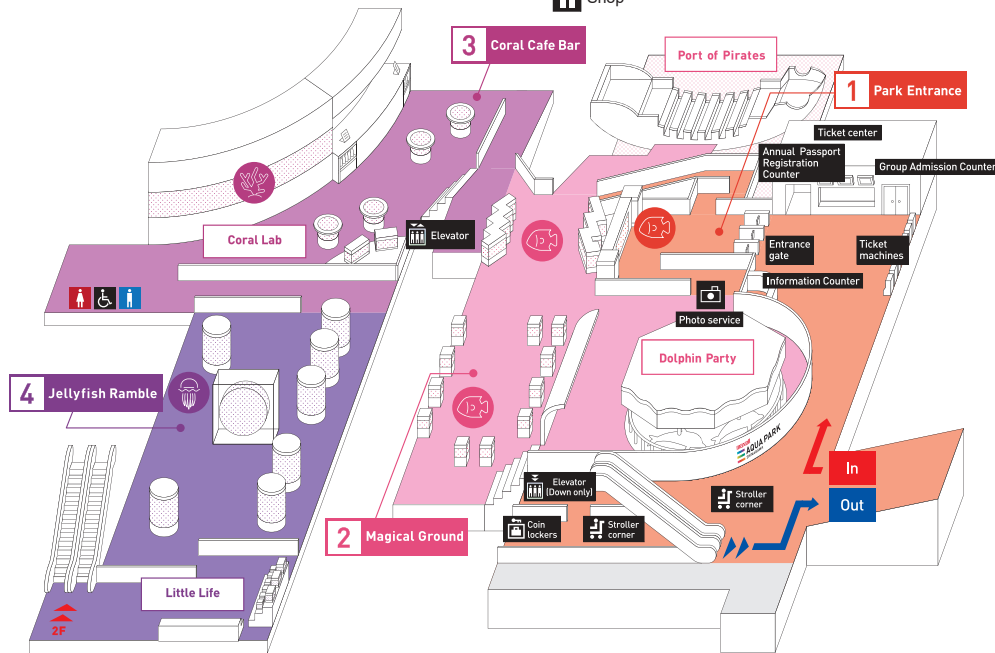 Shop
3 Coral Cafe Bar
Port of Pirates
1 Park Entrance
Ticket center
Annual Passport
Registration
Counter
Group Admission Counter
Coral Lab
Elevator
Entrance
gate
Ticket
machines
Information Counter
Photo service
Dolphin Party
4 Jellyfish Ramble
AQUA PARK
In
Elevator
(Down only)
Stroller
corner
Out
Coin
lockers
Stroller
corner
2 Magical Ground
Little Life
2F